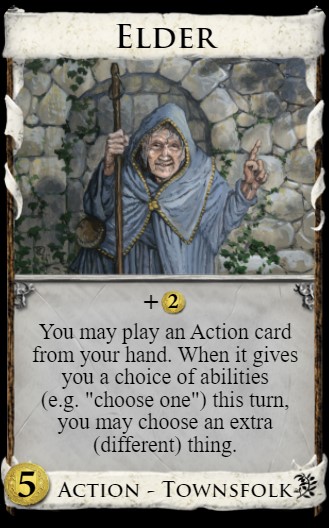 ELDER
+2
You may play an Action card
from your hand. When it gives
you a choice of abilities
(e.g. "choose one") this turn,
you may choose an extra
(different) thing.
5 ACTION - TOWNSFOLK